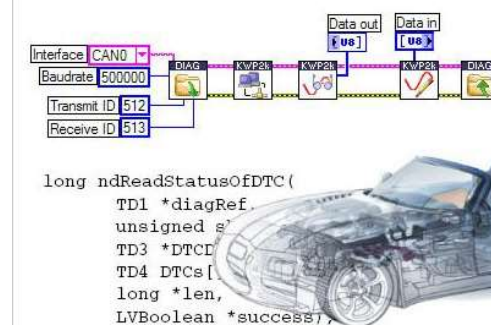 Data out
Data in
[U8]
[U8]
Interface CAN0
DIAG
KWP2k
KWP2k
KWP2k
DIAG
Baudrate 500000
Transmit ID 512
Receive ID 513
long ndReadStatusOfDTC(
TD1 *diagRef,
unsigned
TD3 *DTCD
TD4 DTCs[
long *len,
LVBoolean *success),